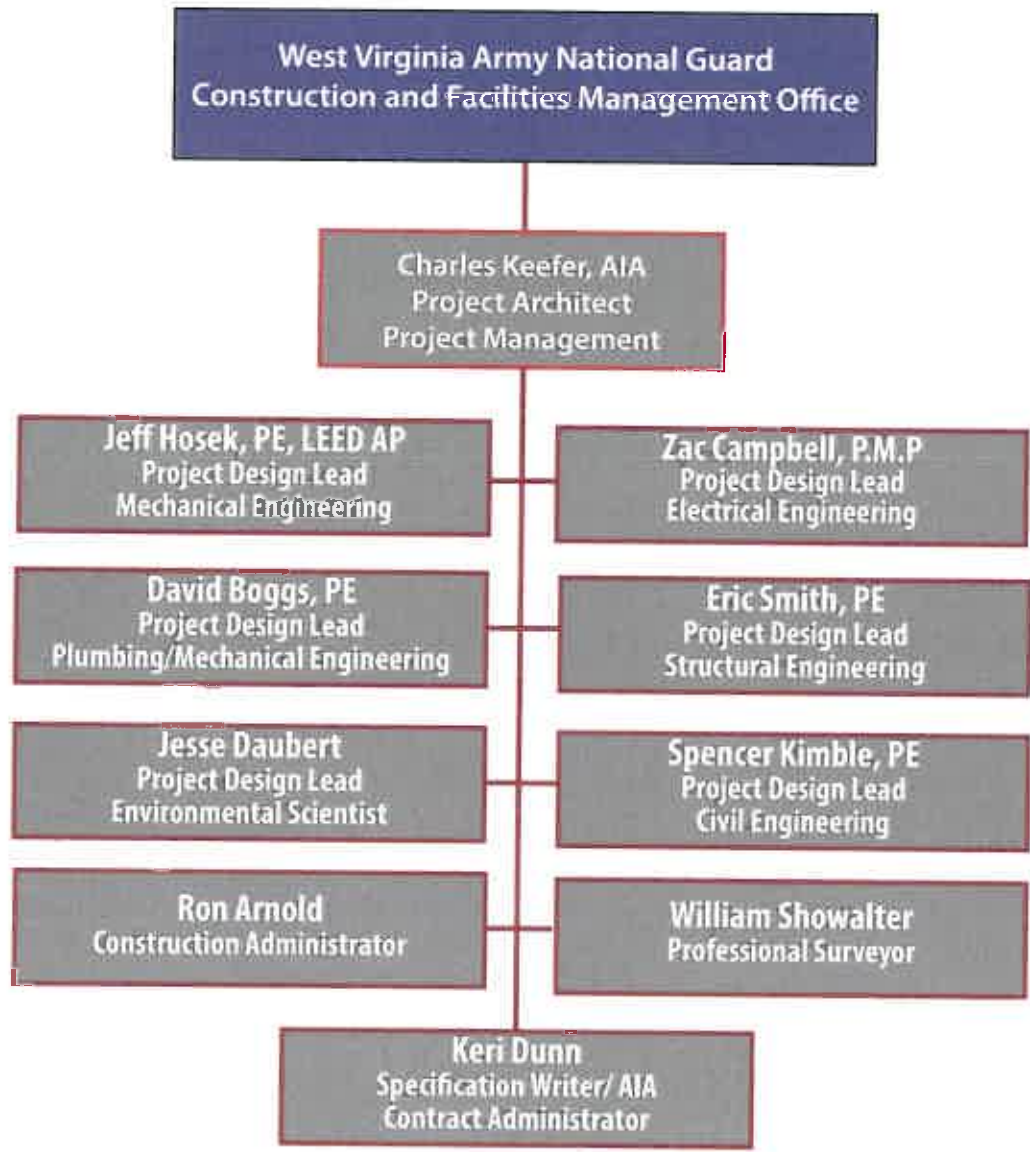 West Virginia Army National Guard
Construction and Facilities Management Office
Charles Keefer, AIA
Project Architect
Project Management
Jeff Hosek, PE, LEED AP
Project Design Lead
Mechanical Engineering
Zac Campbell, P.M.P
Project Design Lead
Electrical Engineering
David Boggs, PE
Project Design Lead
Plumbing/Mechanical Engineering
Eric Smith, PE
Project Design Lead
Structural Engineering
Jesse Daubert
Project Design Lead
Environmental Scientist
Spencer Kimble, PE
Project Design Lead
Civil Engineering
Ron Arnold
Construction Administrator
William Showalter
Professional Surveyor
Keri Dunn
Specification Writer/ AIA
Contract Administrator